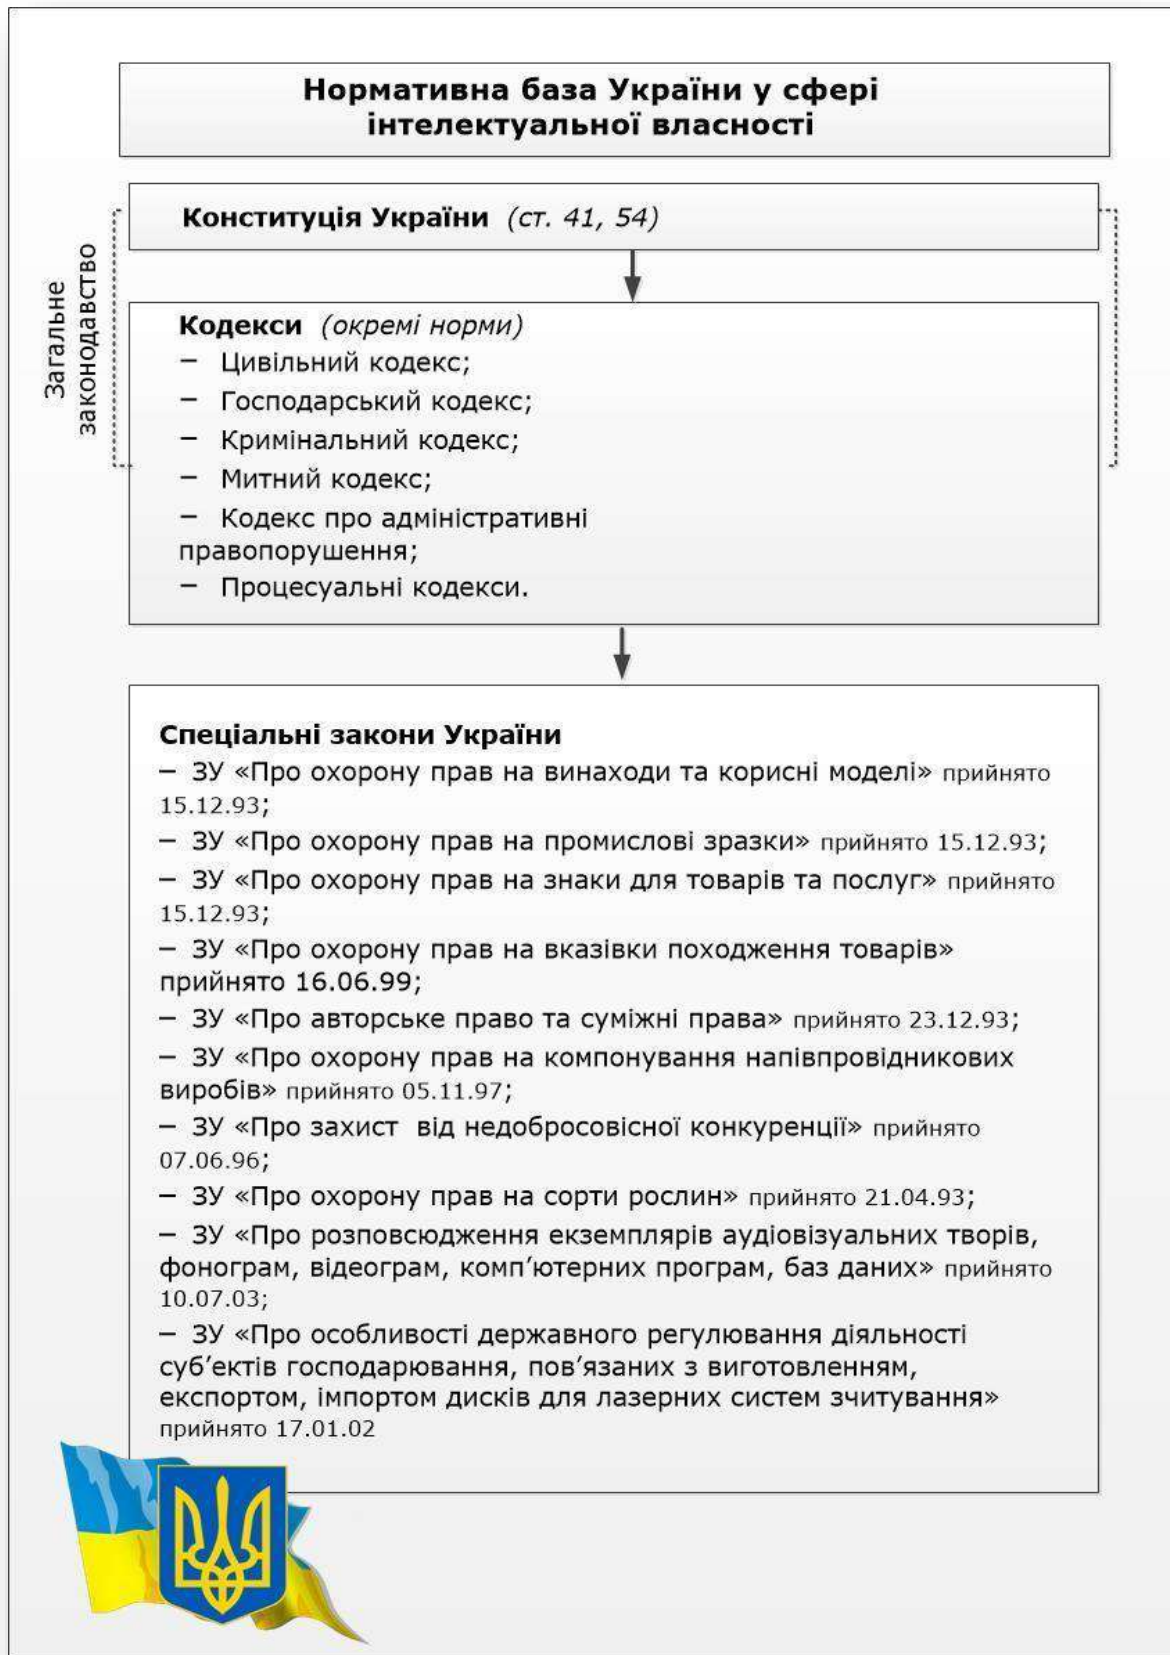 Нормативна база України у сфері
інтелектуальної власності
Загальне
законодавство
Конституція України (ст. 41, 54)
Кодекси (окремі норми)
– Цивільний кодекс;
– Господарський кодекс;
– Кримінальний кодекс;
– Митний кодекс;
– Кодекс про адміністративні
правопорушення;
– Процесуальні кодекси.
Спеціальні закони України
– ЗУ «Про охорону прав на винаходи та корисні моделі» прийнято
15.12.93;
– ЗУ «Про охорону прав на промислові зразки» прийнято 15.12.93;
– ЗУ «Про охорону прав на знаки для товарів та послуг» прийнято
15.12.93;
– ЗУ «Про охорону прав на вказівки походження товарів»
прийнято 16.06.99;
– ЗУ «Про авторське право та суміжні права» прийнято 23.12.93;
– ЗУ «Про охорону прав на компонування напівпровідникових
виробів» прийнято 05.11.97;
– ЗУ «Про захист від недобросовісної конкуренції» прийнято
07.06.96;
– ЗУ «Про охорону прав на сорти рослин» прийнято 21.04.93;
– ЗУ «Про розповсюдження екземплярів аудіовізуальних творів,
фонограм, відеограм, комп’ютерних програм, баз даних» прийнято
10.07.03;
– ЗУ «Про особливості державного регулювання діяльності
суб’єктів господарювання, пов’язаних з виготовленням,
експортом, імпортом дисків для лазерних систем зчитування»
прийнято 17.01.02